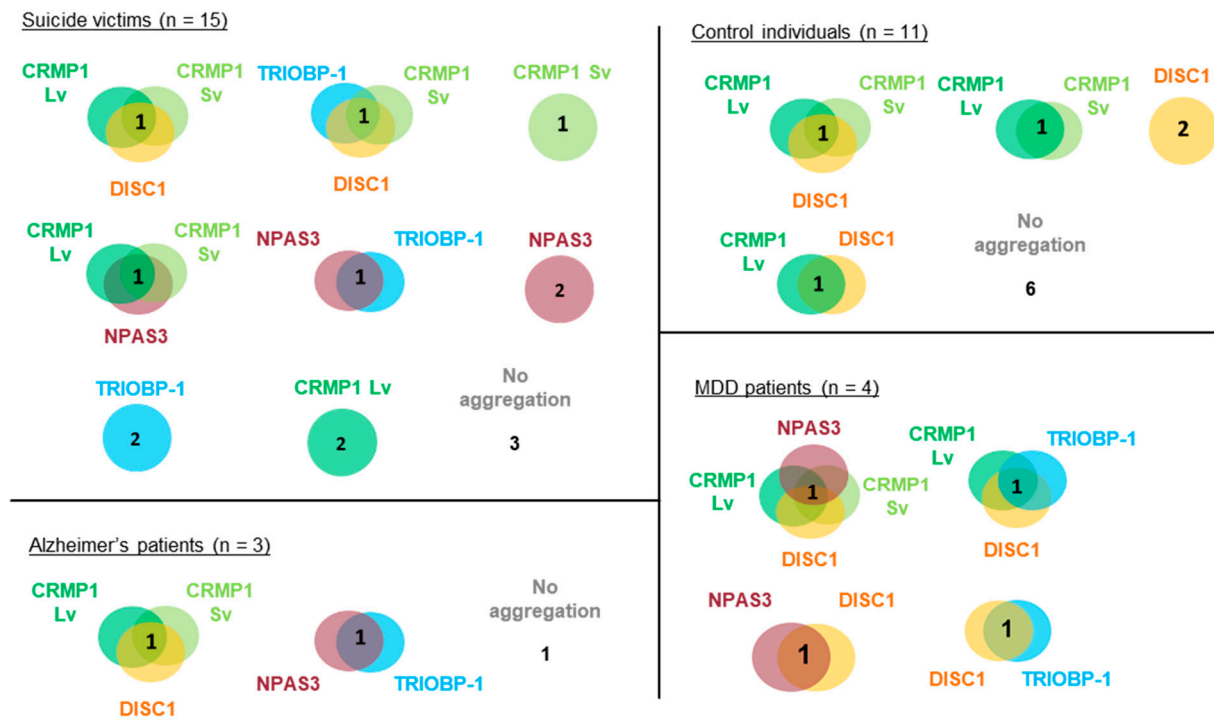 Suicide victims (n = 15)
CRMP1
Lv
CRMP1
Sv
1
DISC1
TRIOBP-1
CRMP1
Sv
1
DISC1
CRMP1 Sv
1
CRMP1
Lv
CRMP1
Sv
1
NPAS3
NPAS3
TRIOBP-1
1
NPAS3
2
TRIOBP-1
2
CRMP1 Lv
2
No
aggregation
3
Control individuals (n = 11)
CRMP1
Lv
CRMP1
Sv
1
DISC1
CRMP1
Lv
CRMP1
Sv
1
DISC1
2
CRMP1
Lv
DISC1
1
No
aggregation
6
Alzheimer's patients (n = 3)
CRMP1
Lv
CRMP1
Sv
1
DISC1
1
NPAS3
TRIOBP-1
No
aggregation
1
MDD patients (n = 4)
NPAS3
CRMP1
Lv
1
CRMP1
Sv
DISC1
CRMP1
Lv
TRIOBP-1
1
DISC1
NPAS3
DISC1
1
1
DISC1
TRIOBP-1